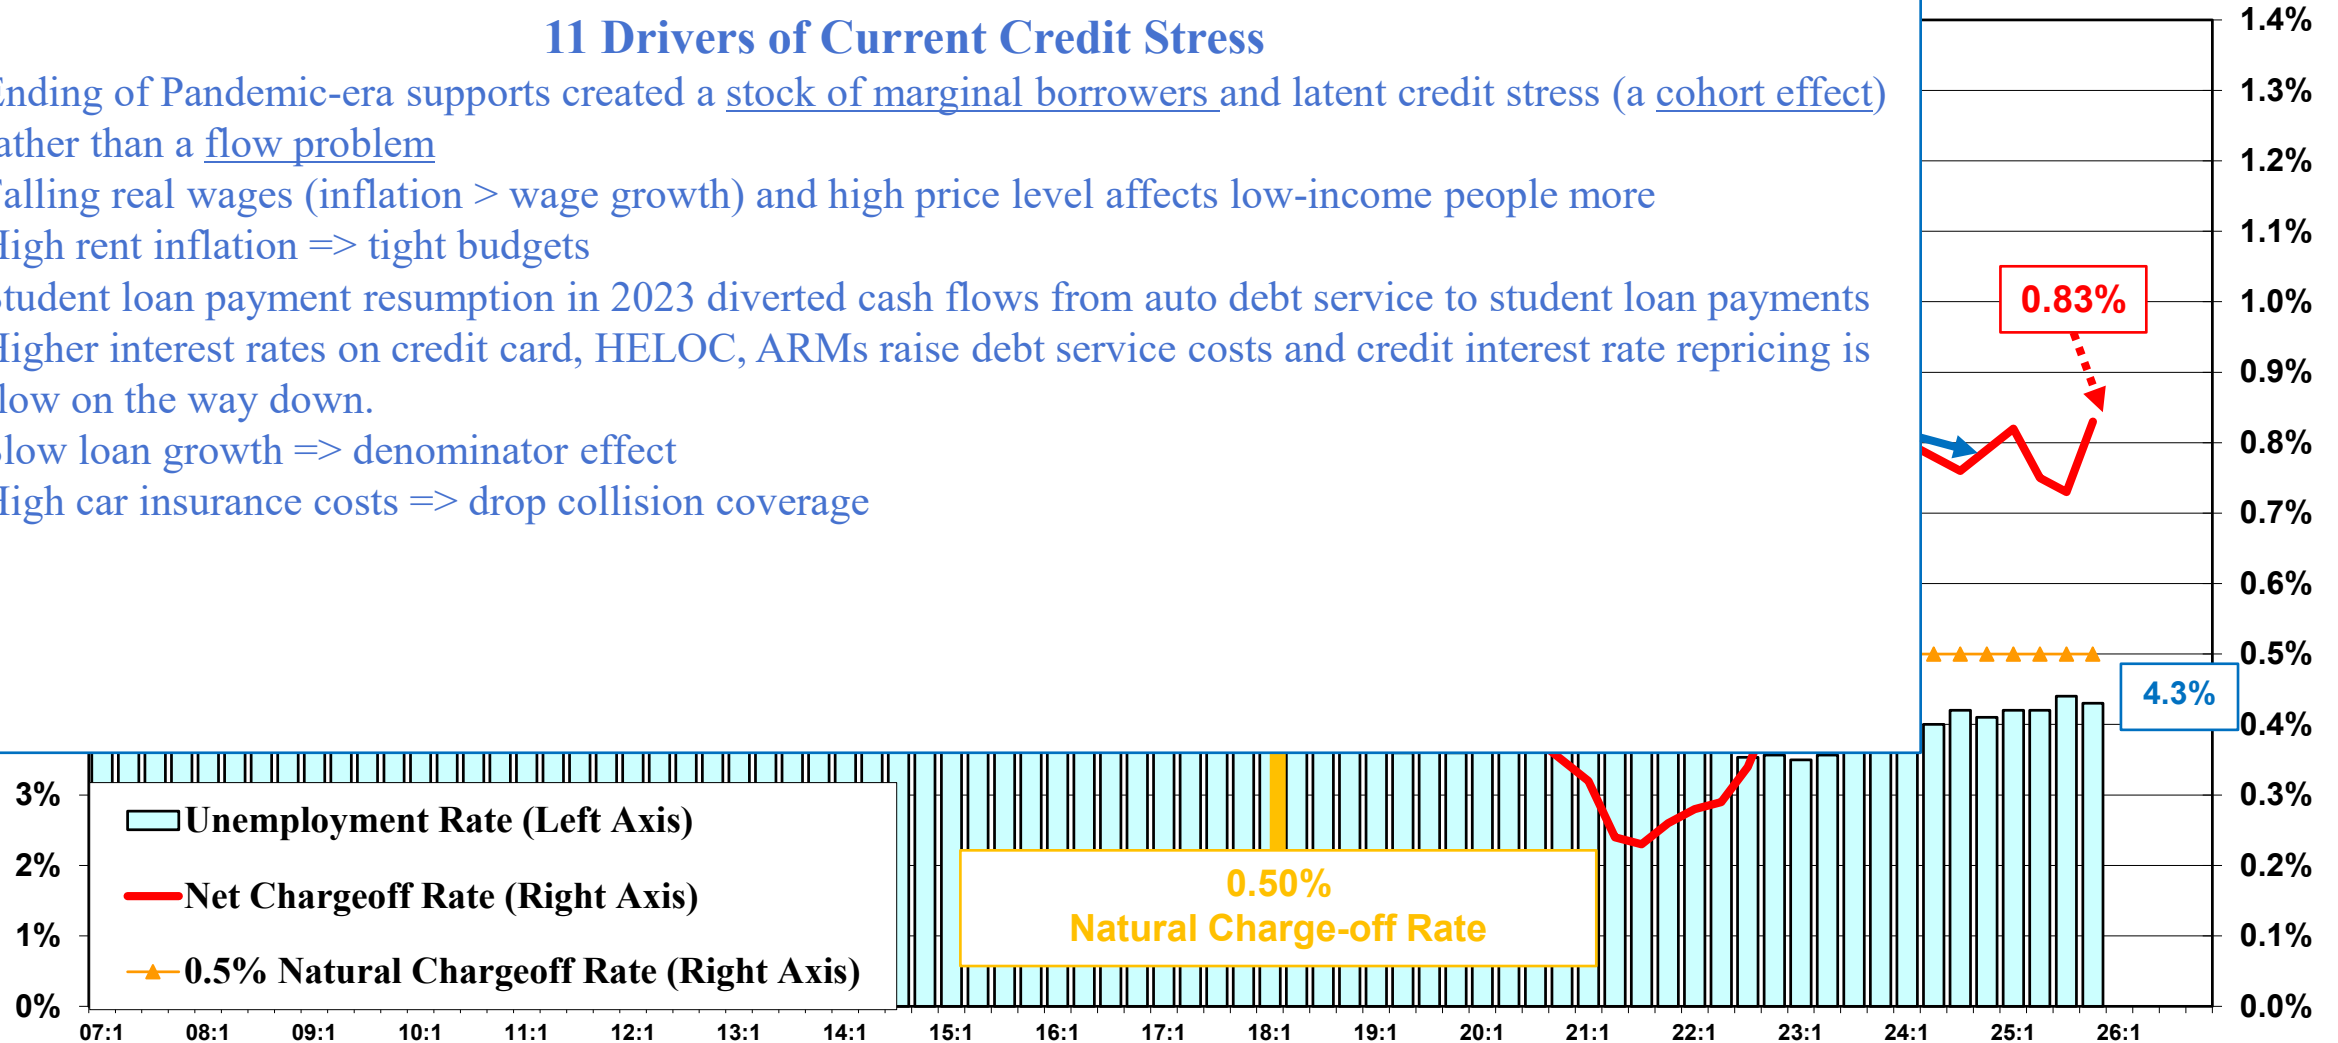 11 Drivers of Current Credit Stress
Ending of Pandemic-era supports created a stock of marginal borrowers and latent credit stress (a cohort effect)
rather than a flow problem
Falling real wages (inflation > wage growth) and high price level affects low-income people more
High rent inflation => tight budgets
Student loan payment resumption in 2023 diverted cash flows from auto debt service to student loan payments
Higher interest rates on credit card, HELOC, ARMs raise debt service costs and credit interest rate repricing is
slow on the way down.
Slow loan growth => denominator effect
High car insurance costs => drop collision coverage
1.4%
1.3%
1.2%
1.1%
1.0%
0.9%
0.8%
0.7%
0.6%
0.5%
0.4%
0.3%
0.2%
0.1%
0.0%
0.83%
4.3%
3%
2%
1%
0%
Unemployment Rate (Left Axis)
Net Chargeoff Rate (Right Axis)
0.5% Natural Chargeoff Rate (Right Axis)
0.50%
Natural Charge-off Rate
07:1 08:1 09:1 10:1 11:1 12:1 13:1 14:1 15:1 16:1 17:1 18:1 19:1 20:1 21:1 22:1 23:1 24:1 25:1 26:1